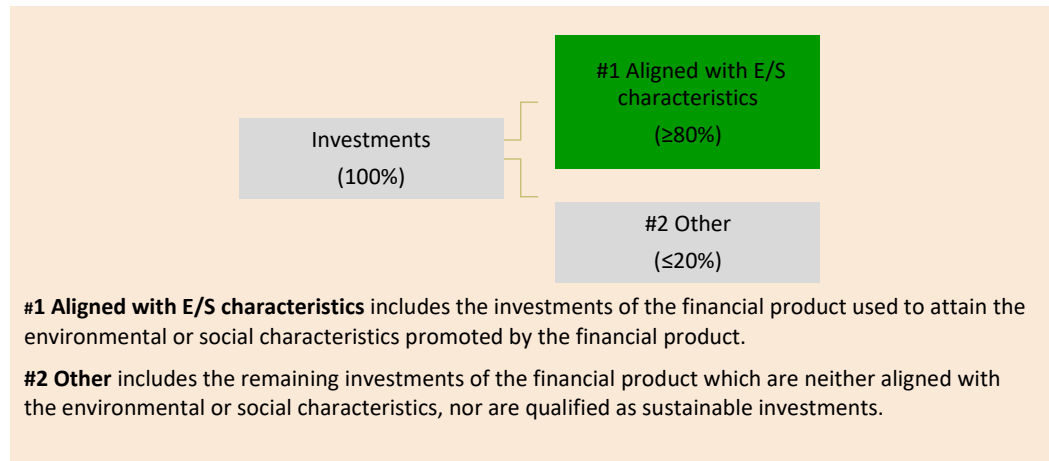 #1 Aligned with E/S
characteristics
(≥80%)
Investments
(100%)
#2 Other
(≤20%)
#1 Aligned with E/S characteristics includes the investments of the financial product used to attain the
environmental or social characteristics promoted by the financial product.
#2 Other includes the remaining investments of the financial product which are neither aligned with
the environmental or social characteristics, nor are qualified as sustainable investments.